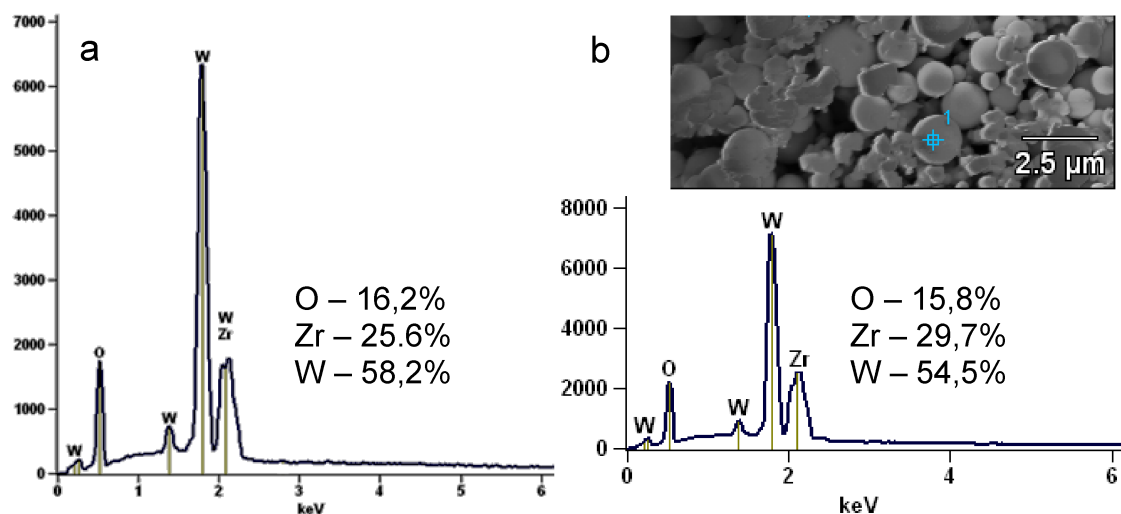 a
7000
6000
5000
4000
3000
2000
1000
0
W
O
W
W
W
Zr
O – 16,2%
Zr – 25.6%
W – 58,2%
0 1 2 3 4 5 6
keV
b
1
2.5 µm
8000
6000
4000
2000
0
W
O
W
W
Zr
O – 15,8%
Zr – 29,7%
W – 54,5%
0 2 4 6
keV